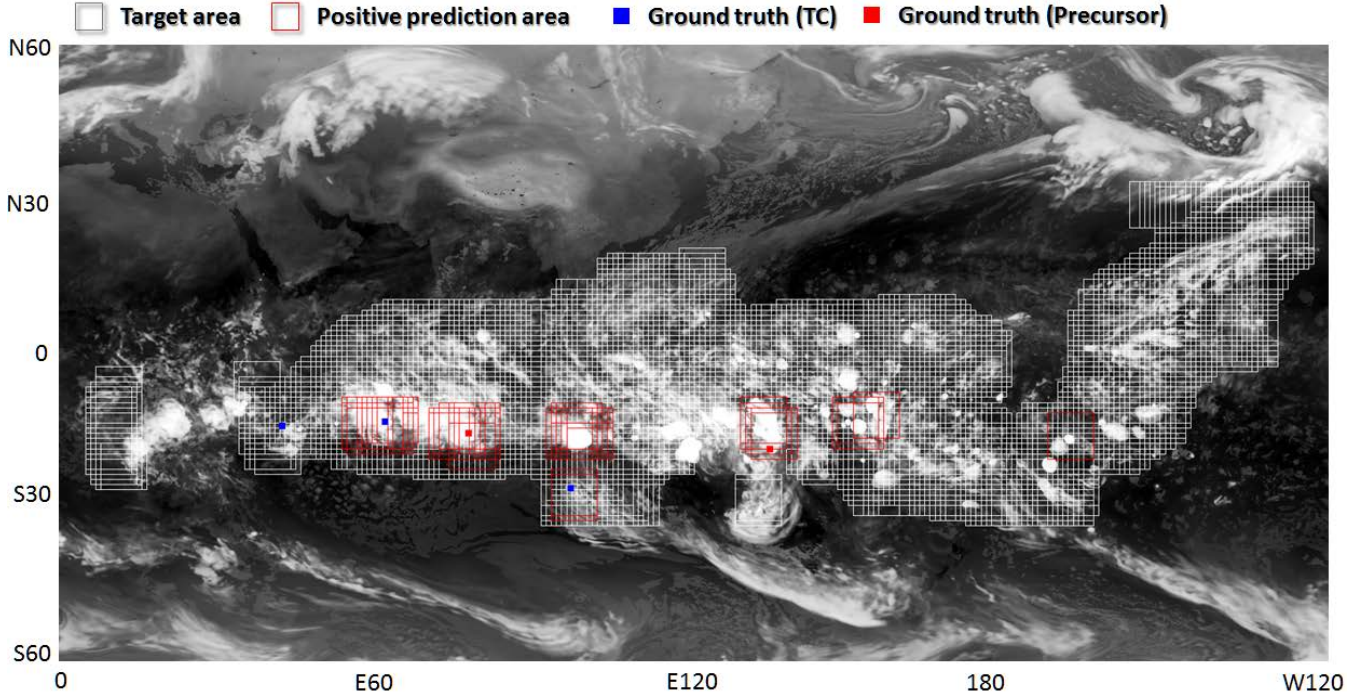 Target area Positive prediction area Ground truth (TC) Ground truth (Precursor)
N60
N30
0
S30
S60
0 E60 E120 180 W120